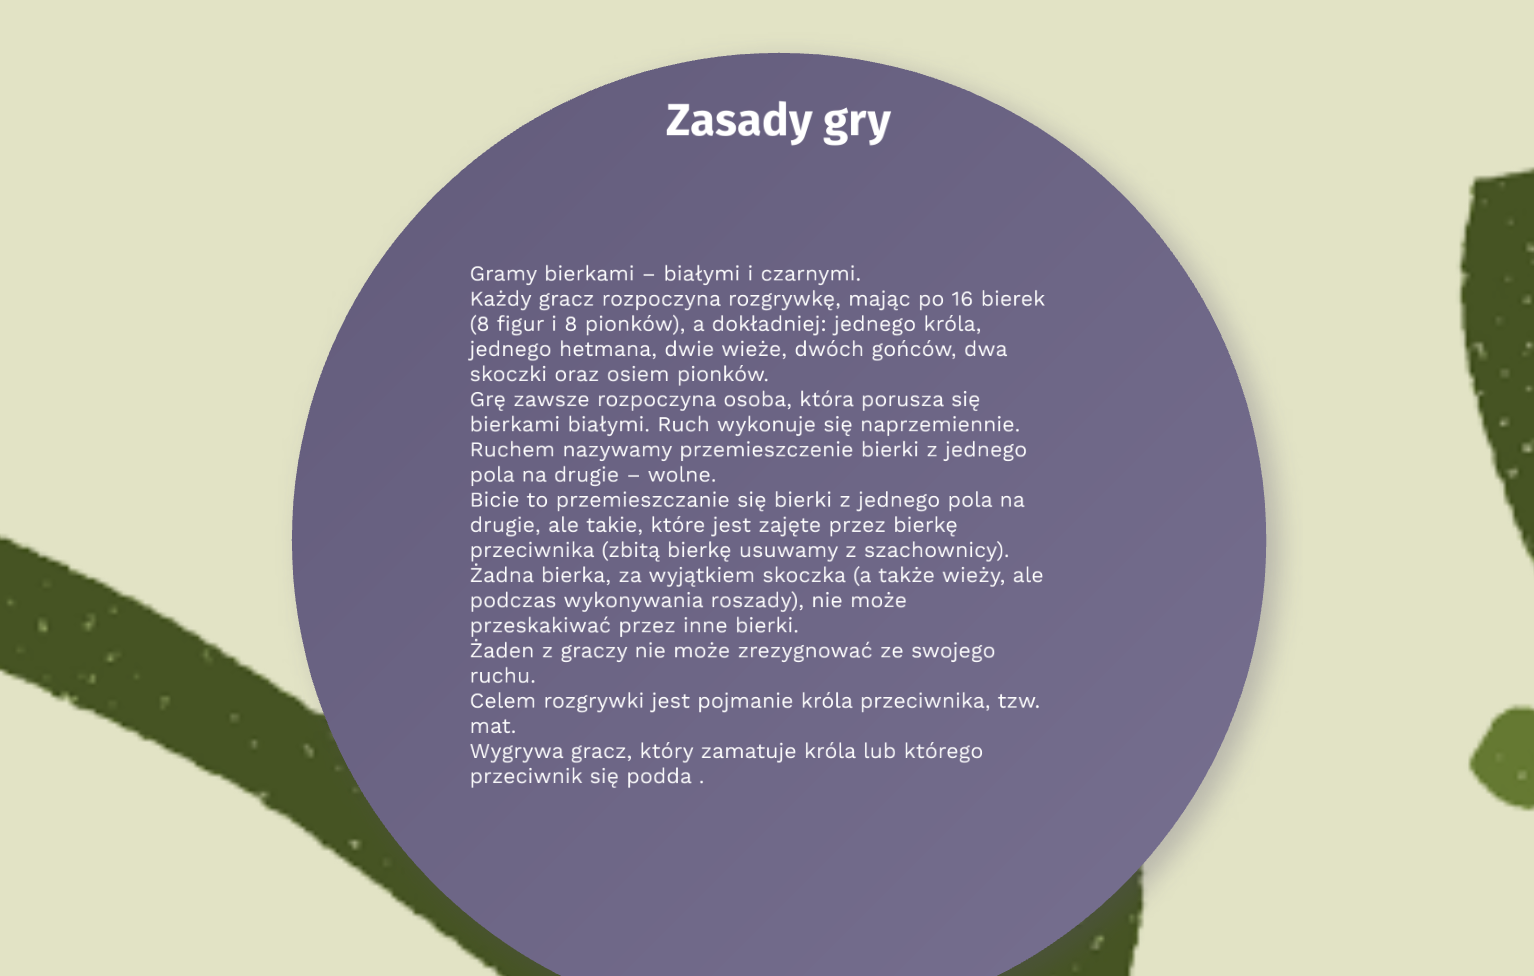 Zasady gry
Gramy bierkami – białymi i czarnymi.
Każdy gracz rozpoczyna rozgrywkę, mając po 16 bierek
(8 figur i 8 pionków), a dokładniej: jednego króla,
jednego hetmana, dwie wieże, dwóch gońców, dwa
skoczki oraz osiem pionków.
Grę zawsze rozpoczyna osoba, która porusza się
bierkami białymi. Ruch wykonuje się naprzemiennie.
Ruchem nazywamy przemieszczenie bierki z jednego
pola na drugie – wolne.
Bicie to przemieszczanie się bierki z jednego pola na
drugie, ale takie, które jest zajęte przez bierkę
przeciwnika (zbitą bierkę usuwamy z szachownicy).
Żadna bierka, za wyjątkiem skoczka (a także wieży, ale
podczas wykonywania roszady), nie może
przeskakiwać przez inne bierki.
Żaden z graczy nie może zrezygnować ze swojego
ruchu.
Celem rozgrywki jest pojmanie króla przeciwnika, tzw.
mat.
Wygrywa gracz, który zamatuje króla lub którego
przeciwnik się podda .